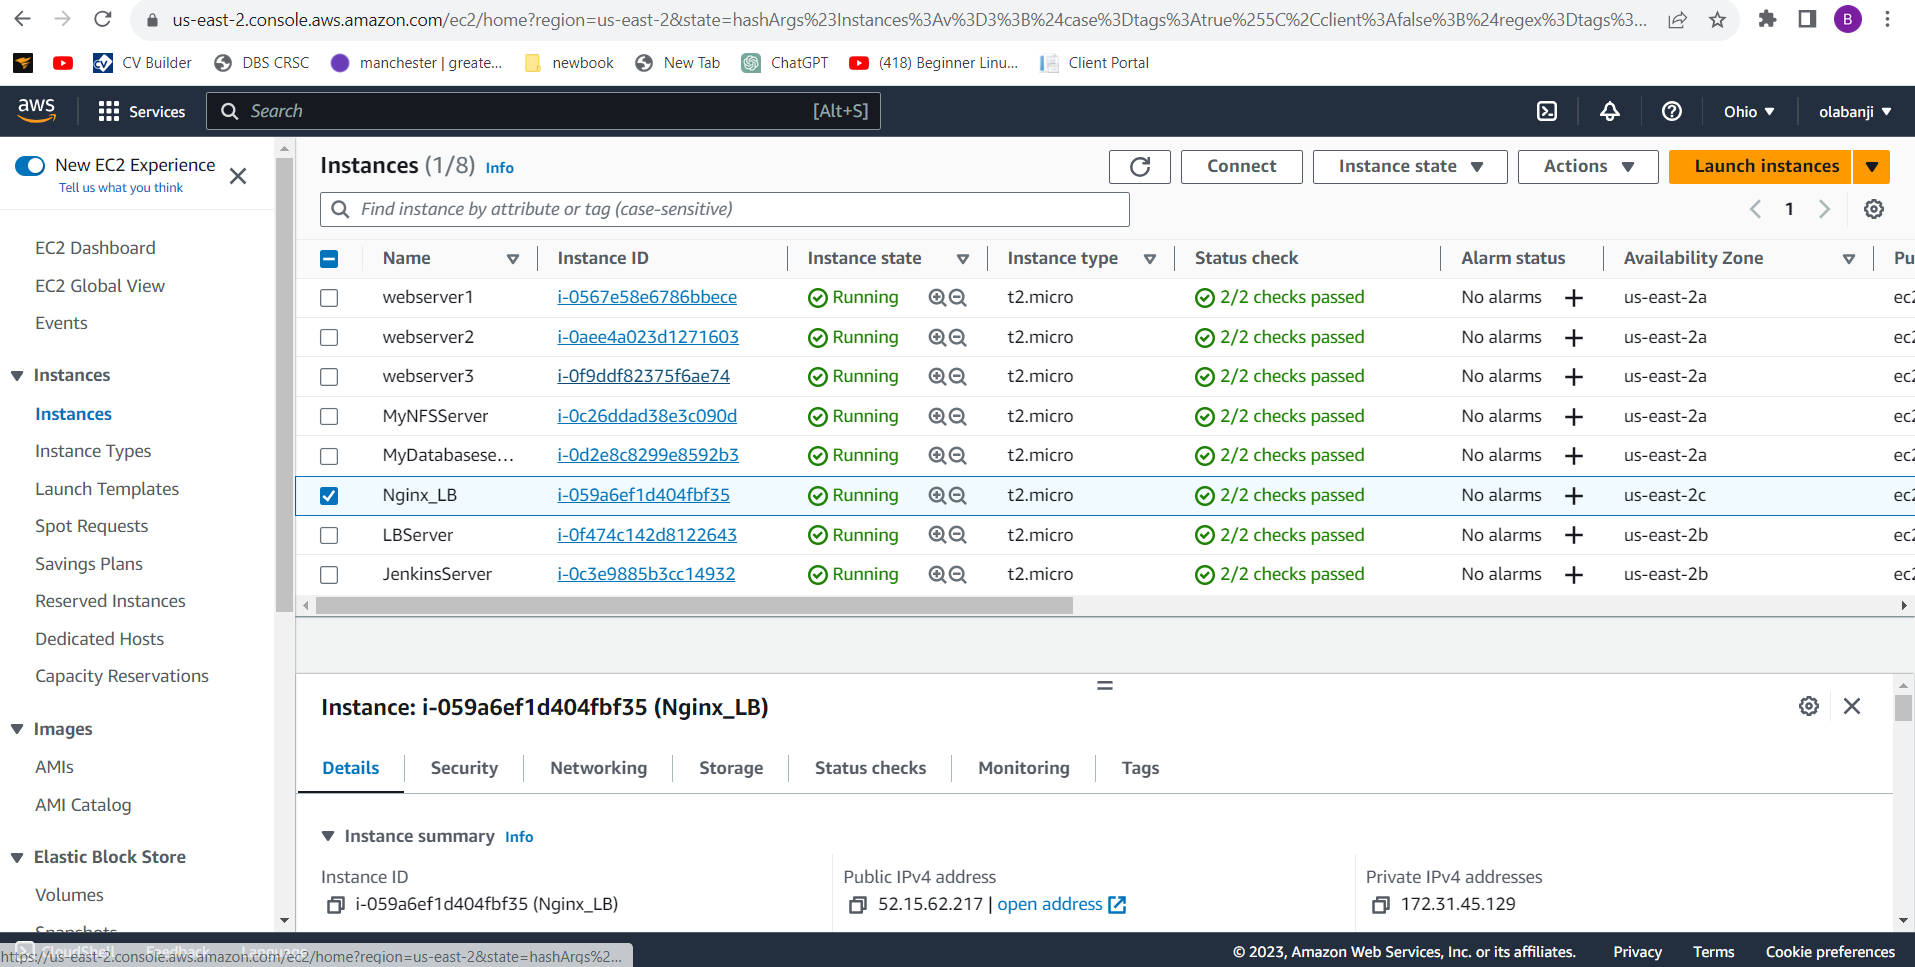 us-east-2.console.aws.amazon.com/ec2/home?region=us-east-2&state=hashArgs%23Instances%3Av%3D3%3B%24case%3Dtags%3Atrue%255C%2Cclient%3Afalse%3B%24regex%3Dtags%3...
B
CV Builder
DBS CRSC
manchester | greate...
newbook
New Tab
ChatGPT
(418) Beginner Linu...
Client Portal
aws
Services
Search
[Alt+S]
Ohio
olabanji
New EC2 Experience
Tell us what you think
EC2 Dashboard
EC2 Global View
Events
Instances
Instances
Instance Types
Launch Templates
Spot Requests
Savings Plans
Reserved Instances
Dedicated Hosts
Capacity Reservations
Images
AMIs
AMI Catalog
Elastic Block Store
Volumes
Snapshots
Instances (1/8) Info
Connect
Instance state
Actions
Launch instances
Find instance by attribute or tag (case-sensitive)
1
Name Instance ID Instance state Instance type Status check Alarm status Availability Zone Pu
webserver1 i-0567e58e6786bbece Running t2.micro 2/2 checks passed No alarms + us-east-2a ec2
webserver2 i-0aee4a023d1271603 Running t2.micro 2/2 checks passed No alarms + us-east-2a ec2
webserver3 i-0f9ddf82375f6ae74 Running t2.micro 2/2 checks passed No alarms + us-east-2a ec2
MyNFSServer i-0c26ddad38e3c090d Running t2.micro 2/2 checks passed No alarms + us-east-2a ec2
MyDatabasese... i-0d2e8c8299e8592b3 Running t2.micro 2/2 checks passed No alarms + us-east-2a ec2
Nginx_LB i-059a6ef1d404fbf35 Running t2.micro 2/2 checks passed No alarms + us-east-2c ec2
LBServer i-0f474c142d8122643 Running t2.micro 2/2 checks passed No alarms + us-east-2b ec2
JenkinsServer i-0c3e9885b3cc14932 Running t2.micro 2/2 checks passed No alarms + us-east-2b ec2
Instance: i-059a6ef1d404fbf35 (Nginx_LB)
Details Security Networking Storage Status checks Monitoring Tags
Instance summary Info
Instance ID
i-059a6ef1d404fbf35 (Nginx_LB)
Public IPv4 address
52.15.62.217 | open address
Private IPv4 addresses
172.31.45.129
CloudShell Feedback Language
https://us-east-2.console.aws.amazon.com/ec2/home?region=us-east-2&state=hashArgs%2...
© 2023, Amazon Web Services, Inc. or its affiliates. Privacy Terms Cookie preferences